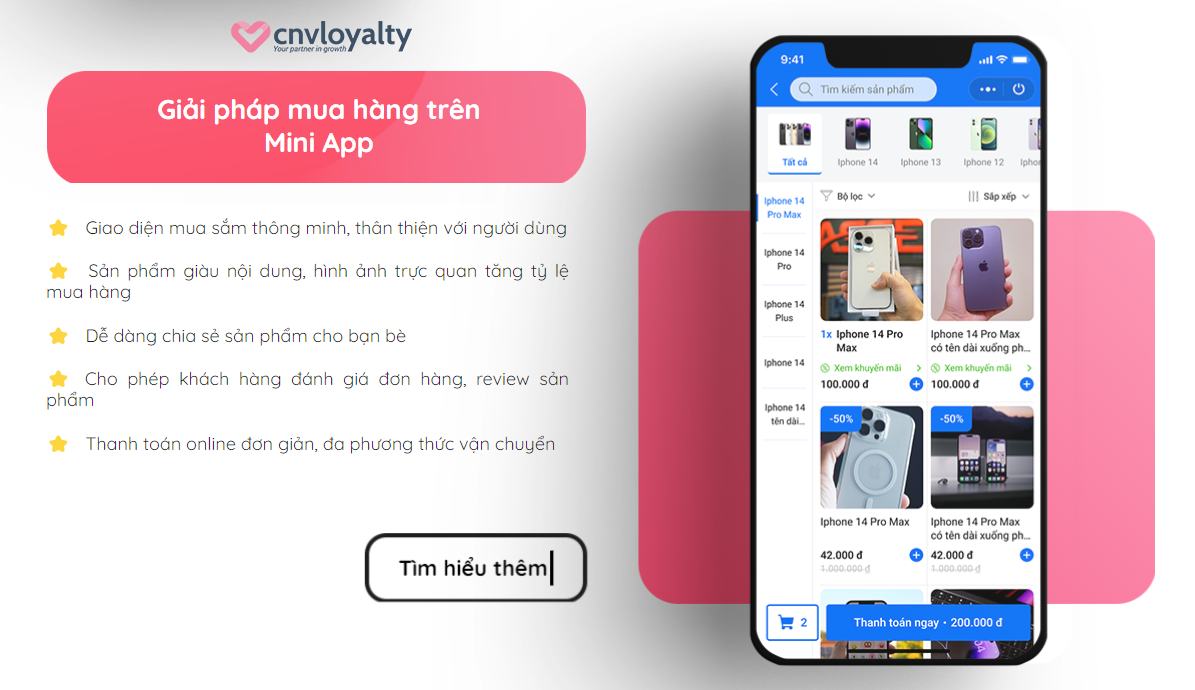 cnvloyalty
Your partner in growth
Giải pháp mua hàng trên
Mini App
Giao diện mua sắm thông minh, thân thiện với người dùng
Sản phẩm giàu nội dung, hình ảnh trực quan tăng tỷ lệ
mua hàng
Dễ dàng chia sẻ sản phẩm cho bạn bè
Cho phép khách hàng đánh giá đơn hàng, review sản
phẩm
Thanh toán online đơn giản, đa phương thức vận chuyển
Tìm hiểu thêm
9:41
Tìm kiếm sản phẩm
Tất cả
Iphone 14
Iphone 13
Iphone 12
Iphor
Iphone 14
Pro Max
Iphone 14
Pro
Iphone 14
Plus
Iphone 14
Iphone 14
tên dài...
Bộ lọc
Sắp xếp
1x Iphone 14 Pro
Max
Xem khuyến mãi
100.000 đ
Iphone 14 Pro Max
có tên dài xuống ph...
Xem khuyến mãi
100.000 đ
-50%
Iphone 14 Pro Max
42.000 đ
1.000.000 đ
-50%
Iphone 14 Pro Max
có tên dài xuống ph...
42.000 đ
1.000.000 đ
2
Thanh toán ngay • 200.000 đ